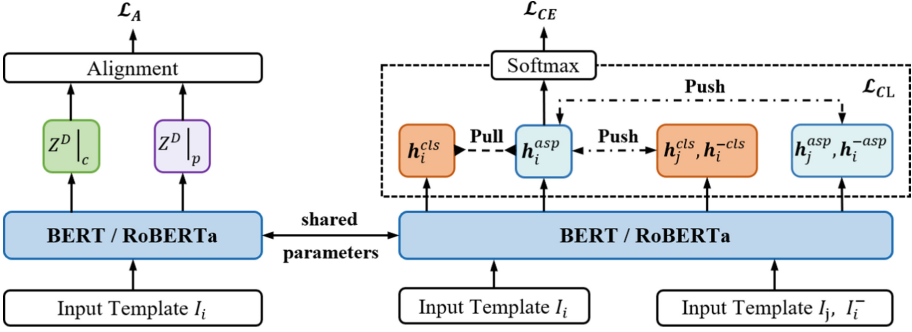 𝓛_A
𝓛_CE
Alignment
Softmax
𝓛_CL
Push
Z^D |_c
Z^D |_p
h_i^cls
Pull
h_i^asp
Push
h_j^cls, h_i^-cls
h_j^asp, h_i^-asp
BERT / RoBERTa
shared
parameters
BERT / RoBERTa
Input Template I_i
Input Template I_i
Input Template I_j, I_i^-